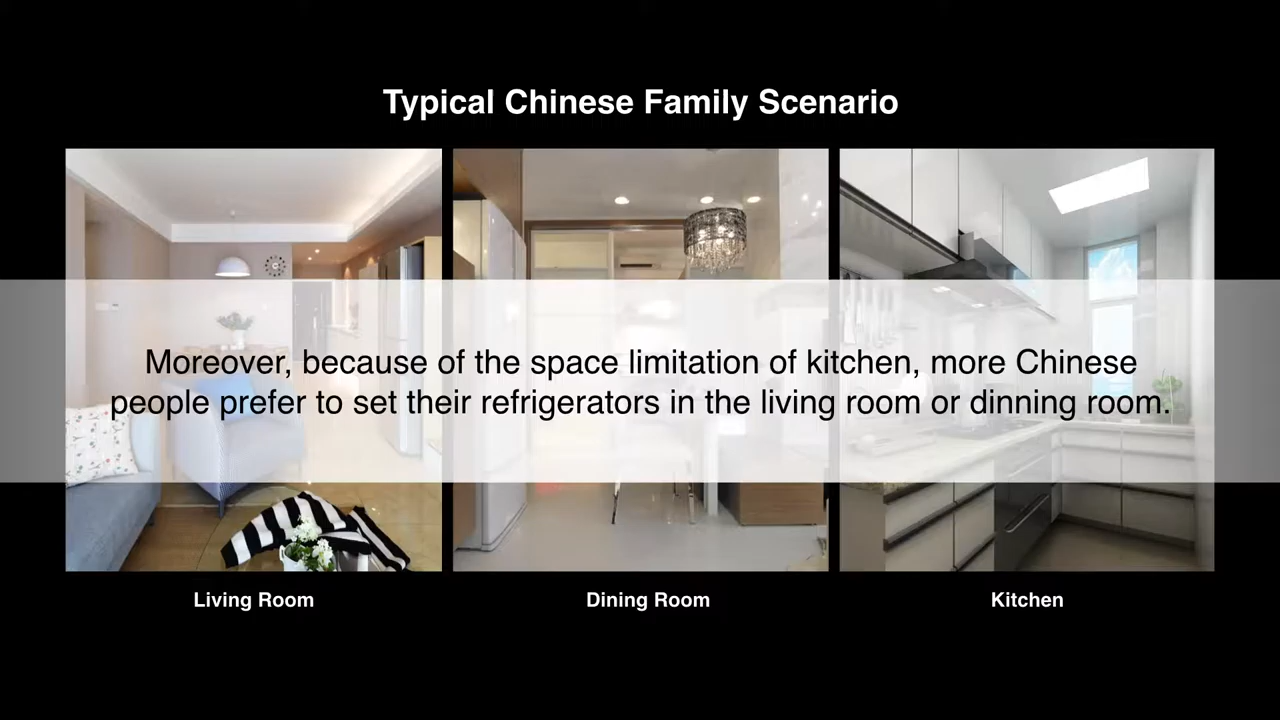 Typical Chinese Family Scenario
Moreover, because of the space limitation of kitchen, more Chinese
people prefer to set their refrigerators in the living room or dinning room.
Living Room
Dining Room
Kitchen